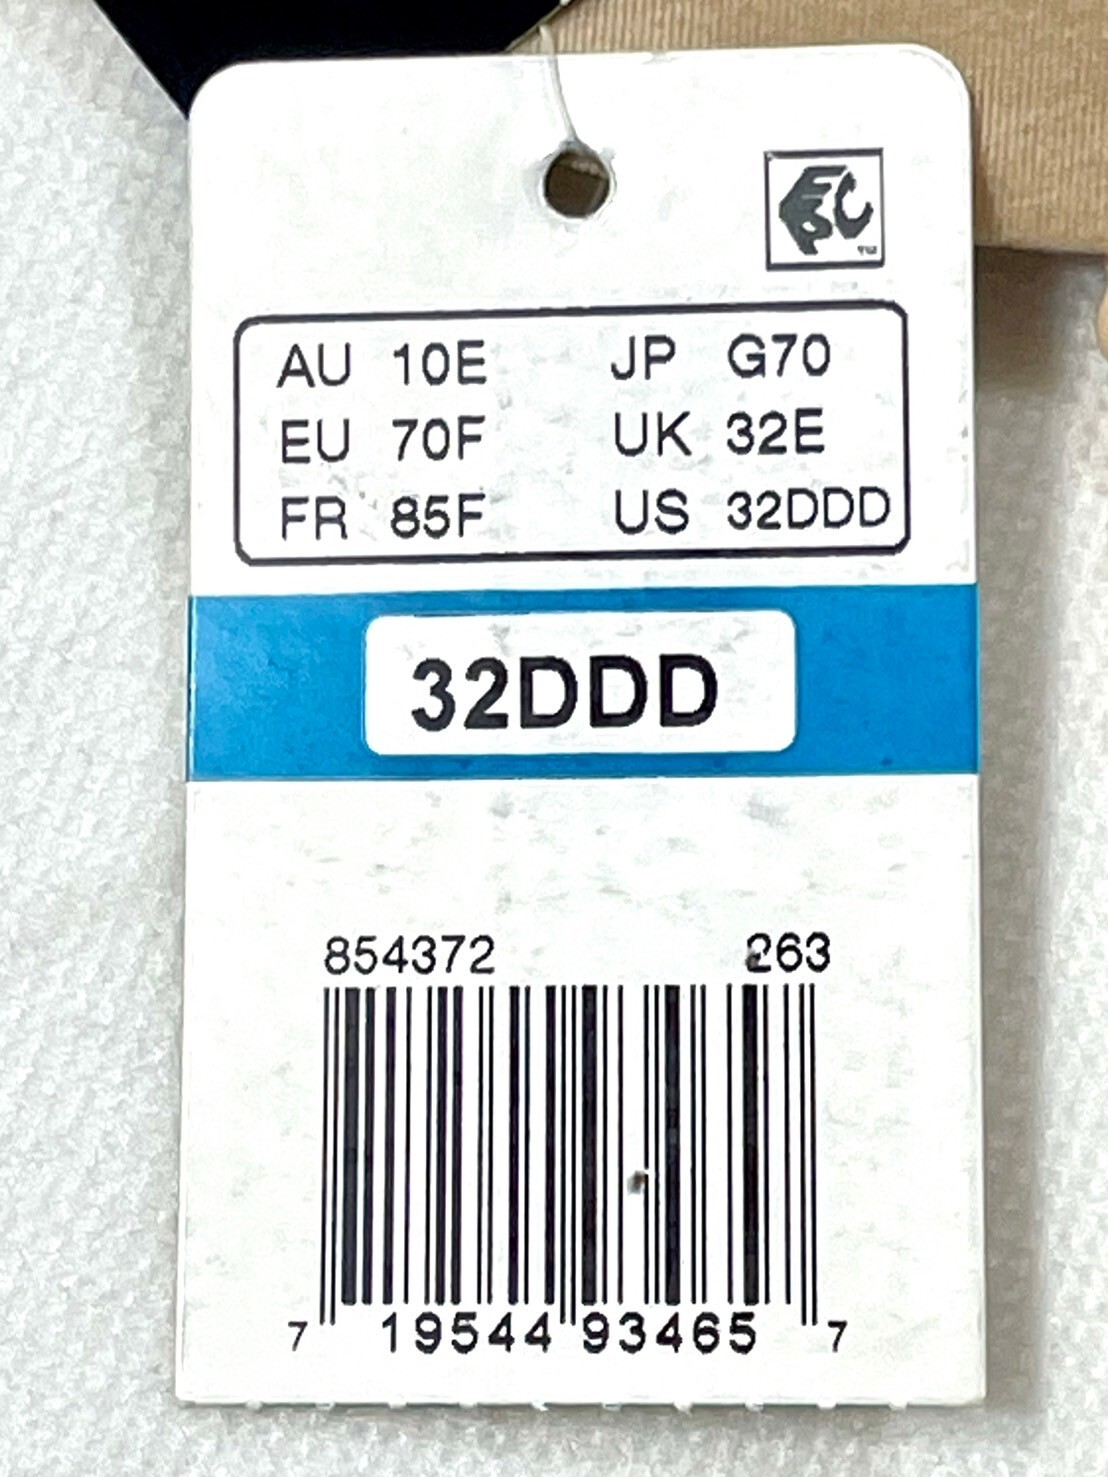 AU 10E JP G70
EU 70F UK 32E
FR 85F US 32DDD
32DDD
854372 263
7 19544 93465 7